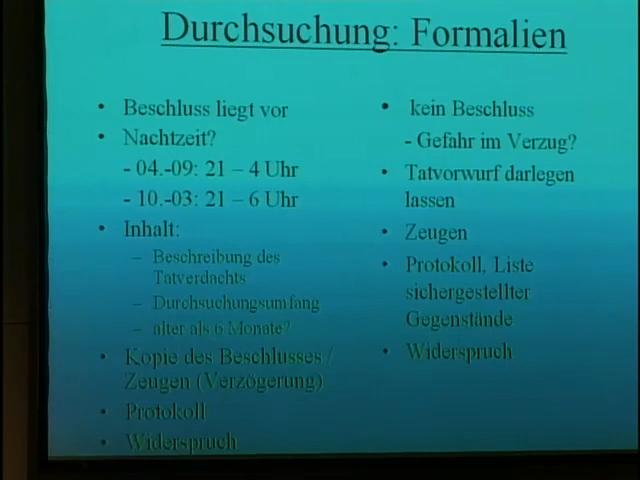 Durchsuchung: Formalien
• Beschluss liegt vor
• Nachtzeit?
- 04.-09: 21 – 4 Uhr
- 10.-03: 21 – 6 Uhr
• Inhalt:
– Beschreibung des
Tatverdachts
– Durchsuchungsumfang
– älter als 6 Monate?
• Kopie des Beschlusses /
Zeugen (Verzögerung)
• Protokoll
• Widerspruch
• kein Beschluss
- Gefahr im Verzug?
• Tatvorwurf darlegen
lassen
• Zeugen
• Protokoll, Liste
sichergestellter
Gegenstände
• Widerspruch